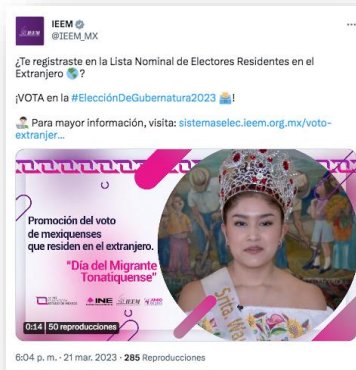 IEEM
@IEEM_MX
¿Te registraste en la Lista Nominal de Electores Residentes en el
Extranjero 🌎?
¡VOTA en la #ElecciónDeGubernatura2023 🗳️!
Para mayor información, visita: sistemaselec.ieem.org.mx/voto-
extranjer...
Promoción del voto
de mexiquenses
que residen en el extranjero.
"Día del Migrante
Tonatiquense"
INE
IEEM
0:14 | 50 reproducciones
6:04 p. m. · 21 mar. 2023 · 285 Reproducciones